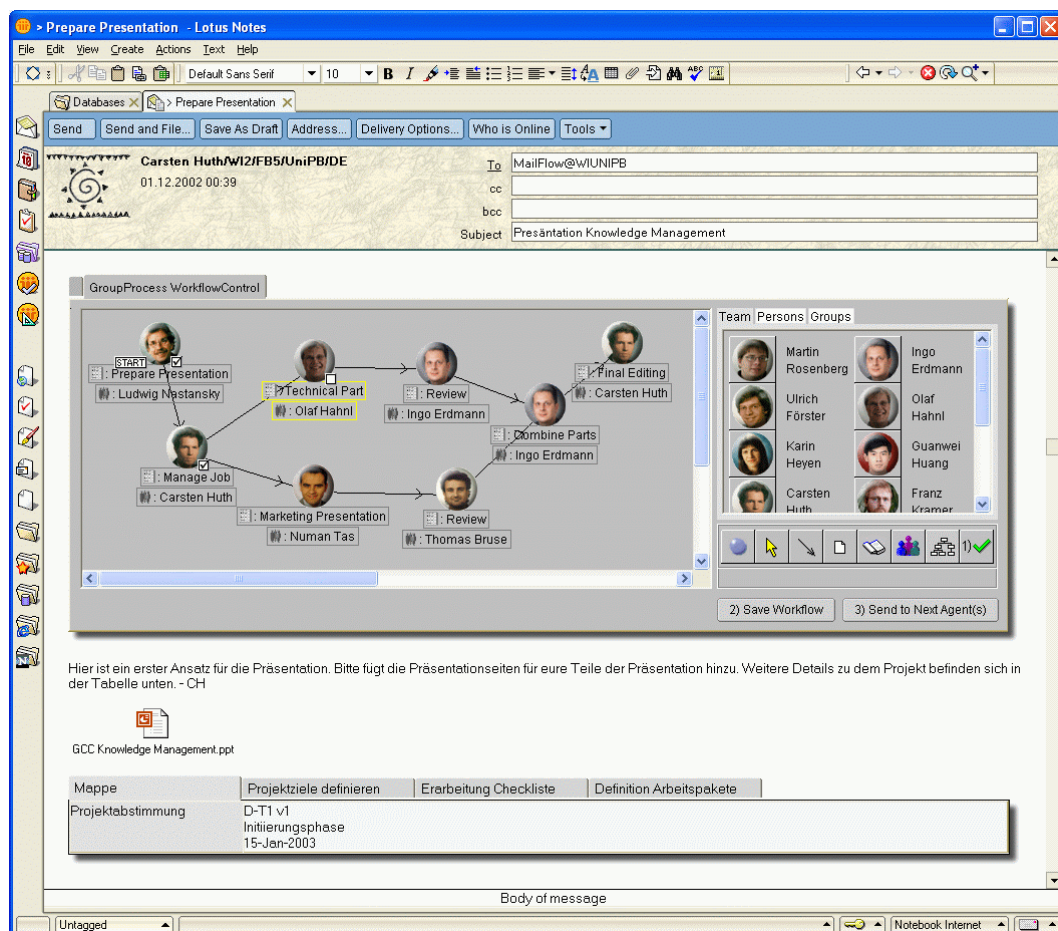 > Prepare Presentation - Lotus Notes
File Edit View Create Actions Text Help
Default Sans Serif 10 B I
Databases > Prepare Presentation
Send Send and File... Save As Draft Address... Delivery Options... Who is Online Tools
Carsten Huth/WI2/FB5/UniPB/DE
01.12.2002 00:39
To MailFlow@WIUNIPB
cc
bcc
Subject Presäntation Knowledge Management
GroupProcess WorkflowControl
START
: Prepare Presentation
: Ludwig Nastansky
: Technical Part
: Olaf Hahnl
: Review
: Ingo Erdmann
: Final Editing
: Carsten Huth
: Combine Parts
: Ingo Erdmann
: Manage Job
: Carsten Huth
: Marketing Presentation
: Numan Tas
: Review
: Thomas Bruse
Team Persons Groups
Martin Rosenberg
Ingo Erdmann
Ulrich Förster
Olaf Hahnl
Karin Heyen
Guanwei Huang
Carsten Huth
Franz Kramer
1)
2) Save Workflow 3) Send to Next Agent(s)
Hier ist ein erster Ansatz für die Präsentation. Bitte fügt die Präsentationseiten für eure Teile der Präsentation hinzu. Weitere Details zu dem Projekt befinden sich in
der Tabelle unten. - CH
GCC Knowledge Management.ppt
Mappe Projektziele definieren Erarbeitung Checkliste Definition Arbeitspakete
Projektabstimmung D-T1 v1
Initiierungsphase
15-Jan-2003
Body of message
Untagged Notebook Internet